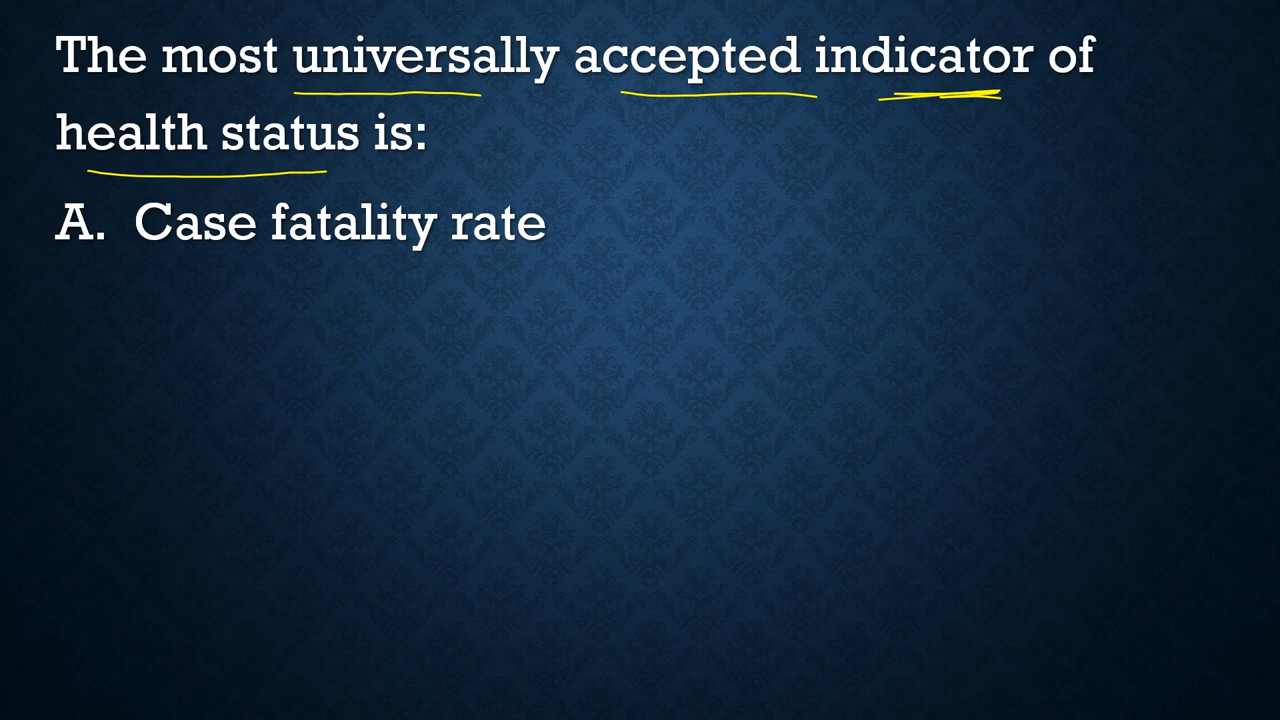 The most universally accepted indicator of
health status is:
A. Case fatality rate